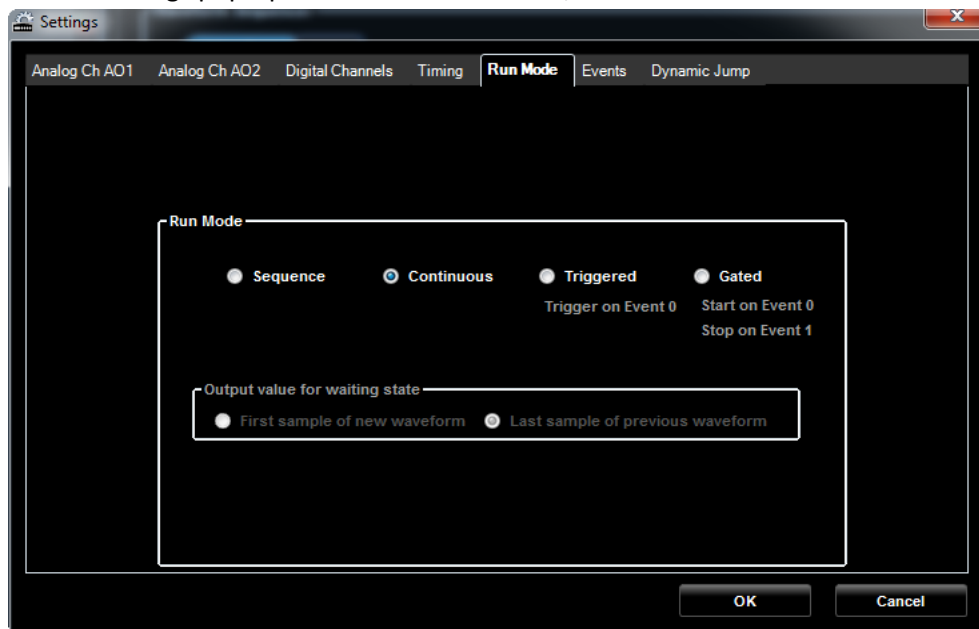 Settings
Analog Ch AO1 Analog Ch AO2 Digital Channels Timing Run Mode Events Dynamic Jump
Run Mode
Sequence Continuous Triggered Gated
Trigger on Event 0 Start on Event 0
Stop on Event 1
Output value for waiting state
First sample of new waveform Last sample of previous waveform
OK Cancel